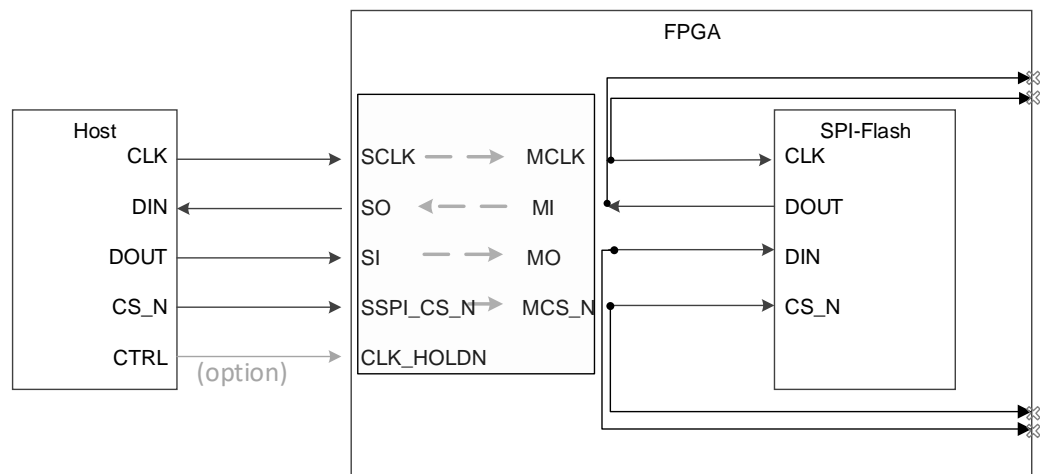 FPGA
Host
CLK
DIN
DOUT
CS_N
CTRL
(option)
SCLK
SO
SI
SSPI_CS_N
CLK_HOLDN
MCLK
MI
MO
MCS_N
SPI-Flash
CLK
DOUT
DIN
CS_N